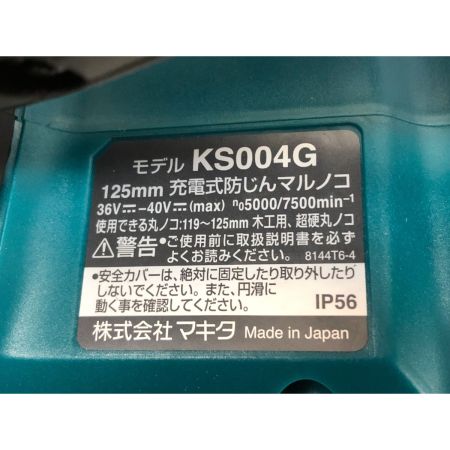 モデル KS004G
125mm 充電式防じんマルノコ
36V⎓-40V⎓(max) n₀5000/7500min⁻¹
使用できる丸ノコ:119〜125mm 木工用、超硬丸ノコ
⚠警告 •ご使用前に取扱説明書を必ず
よくお読みください。 8144T6-4
•安全カバーは、絶対に固定したり取り外したり
しないでください。また、円滑に
動く事を確認してください。 IP56
株式会社 マキタ Made in Japan